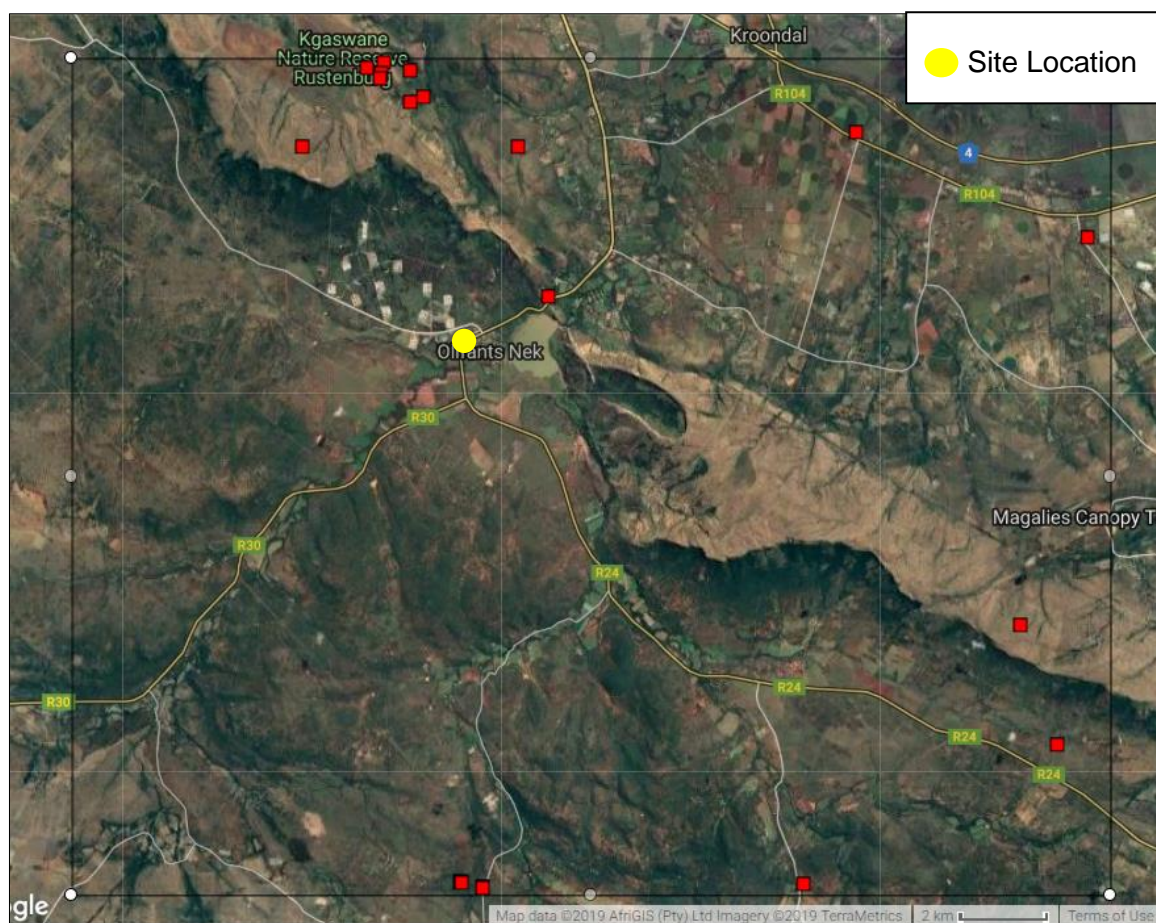 Kgaswane
Nature Reserve
Rustenburg
Kroondal
Site Location
R104
4
R104
Olifants Nek
R30
Magalies Canopy T
R30
R24
R30
R24
R24
R24
ogle
Map data ©2019 AfriGIS (Pty) Ltd Imagery ©2019 TerraMetrics
2 km
Terms of Use